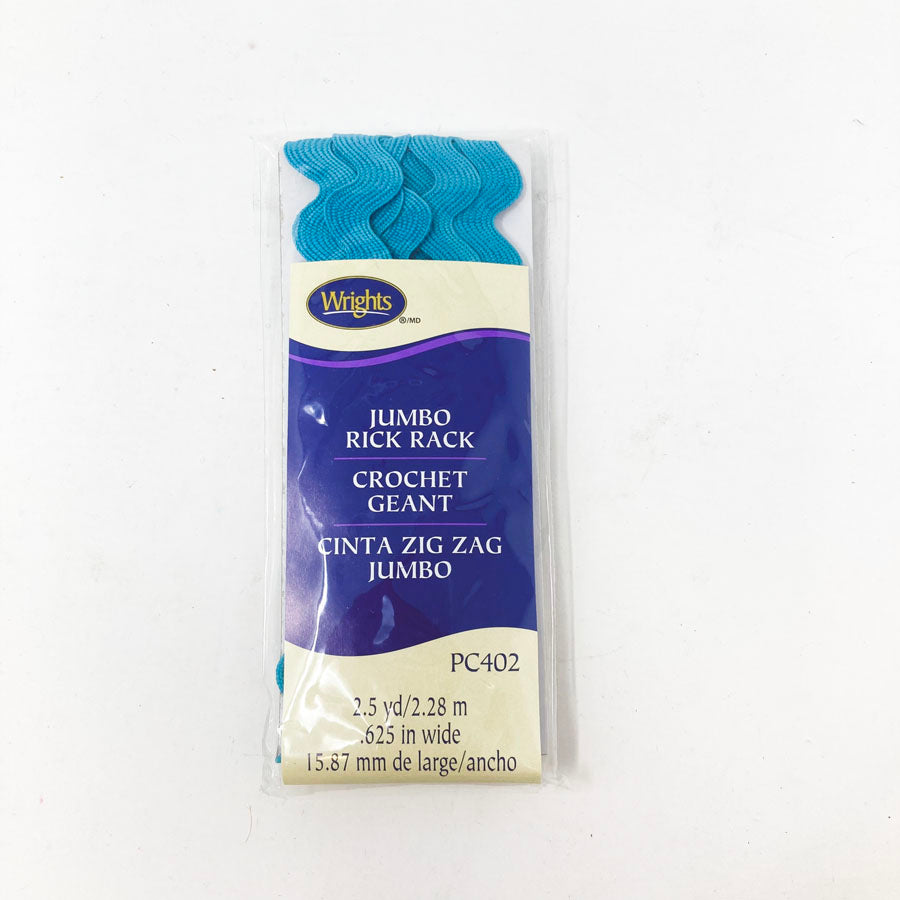 Wrights
®/MD
JUMBO
RICK RACK
CROCHET
GEANT
CINTA ZIG ZAG
JUMBO
PC402
2.5 yd/2.28 m
.625 in wide
15.87 mm de large/ancho